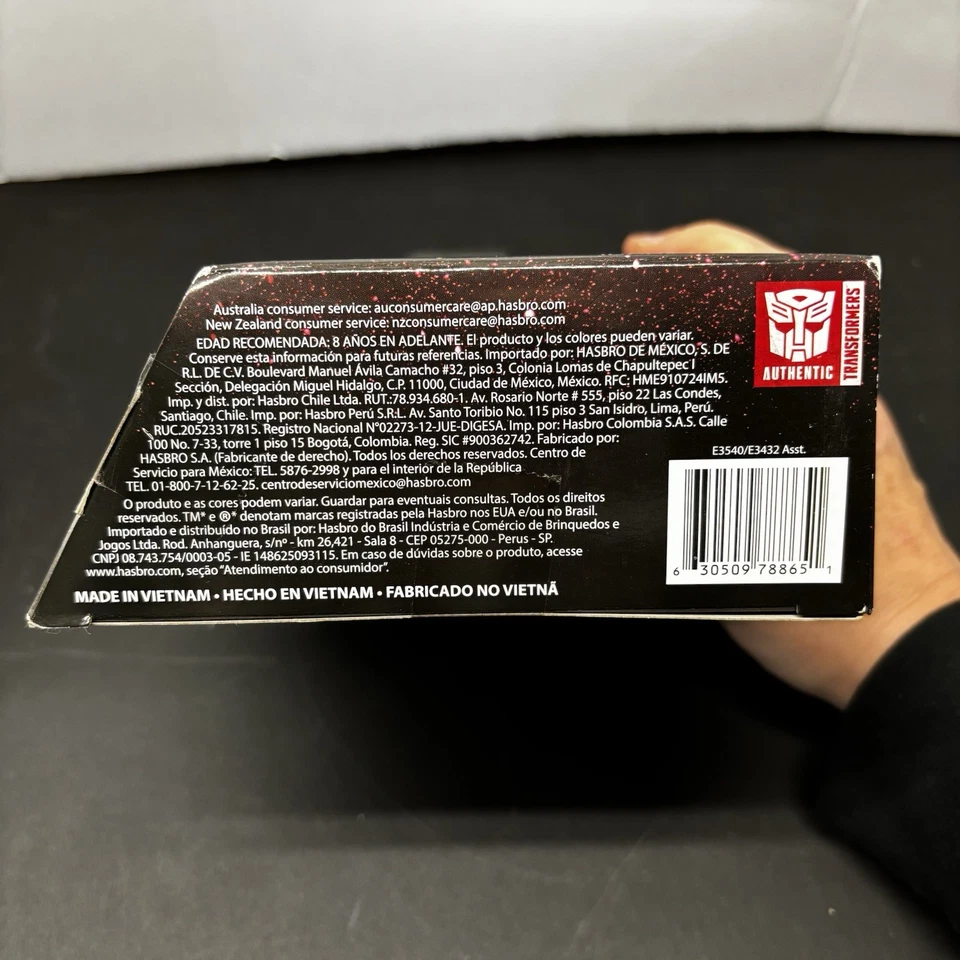 Australia consumer service: auconsumercare@ap.hasbro.com
New Zealand consumer service: nzconsumercare@hasbro.com
EDAD RECOMENDADA: 8 AÑOS EN ADELANTE. El producto y los colores pueden variar.
Conserve esta información para futuras referencias. Importado por: HASBRO DE MÉXICO, S. DE
R.L. DE C.V. Boulevard Manuel Ávila Camacho #32, piso 3, Colonia Lomas de Chapultepec I
Sección, Delegación Miguel Hidalgo, C.P. 11000, Ciudad de México, México. RFC: HME910724IM5.
Imp. y dist. por: Hasbro Chile Ltda. RUT.:78.934.680-1. Av. Rosario Norte # 555, piso 22 Las Condes,
Santiago, Chile. Imp. por: Hasbro Perú S.R.L. Av. Santo Toribio No. 115 piso 3 San Isidro, Lima, Perú.
RUC.20523317815. Registro Nacional N°02273-12-JUE-DIGESA. Imp. por: Hasbro Colombia S.A.S. Calle
100 No. 7-33, torre 1 piso 15 Bogotá, Colombia. Reg. SIC #900362742. Fabricado por:
HASBRO S.A. (Fabricante de derecho). Todos los derechos reservados. Centro de
Servicio para México: TEL. 5876-2998 y para el interior de la República
TEL. 01-800-7-12-62-25. centrodeserviciomexico@hasbro.com
O produto e as cores podem variar. Guardar para eventuais consultas. Todos os direitos
reservados. TM* e ®* denotam marcas registradas pela Hasbro nos EUA e/ou no Brasil.
Importado e distribuído no Brasil por: Hasbro do Brasil Indústria e Comércio de Brinquedos e
Jogos Ltda. Rod. Anhanguera, s/nº - km 26,421 - Sala 8 - CEP 05275-000 - Perus - SP.
CNPJ 08.743.754/0003-05 - IE 148625093115. Em caso de dúvidas sobre o produto, acesse
www.hasbro.com, seção "Atendimento ao consumidor".
MADE IN VIETNAM • HECHO EN VIETNAM • FABRICADO NO VIETNÃ
AUTHENTIC
TRANSFORMERS
E3540/E3432 Asst.
6 30509 78865 1